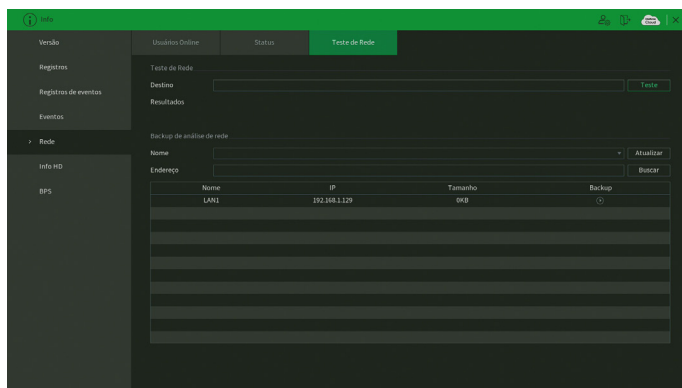 Info
Versão
Usuários Online
Status
Teste de Rede
Registros
Teste de Rede
Destino
Teste
Registros de eventos
Resultados
Eventos
Backup de análise de rede
> Rede
Nome
Atualizar
Info HD
Endereço
Buscar
BPS
Nome IP Tamanho Backup
LAN1 192.168.1.129 0KB